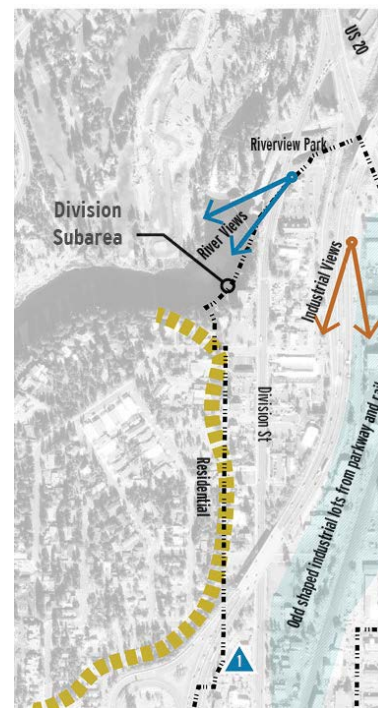 US 20
Riverview Park
Division
Subarea
River Views
Industrial Views
Division St
Residential
Odd shaped industrial lots from parkway and rail
1